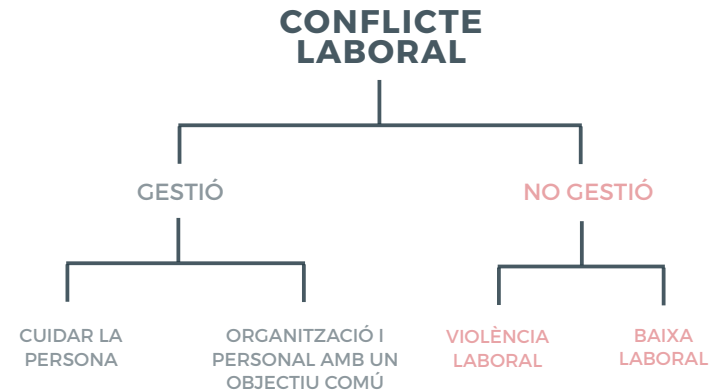 CONFLICTE
LABORAL
GESTIÓ
NO GESTIÓ
CUIDAR LA
PERSONA
ORGANITZACIÓ I
PERSONAL AMB UN
OBJECTIU COMÚ
VIOLÈNCIA
LABORAL
BAIXA
LABORAL